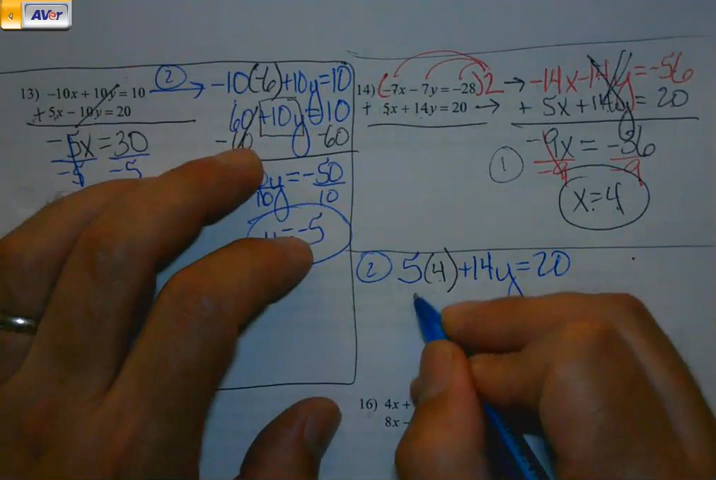 AVer
13) -10x + 10y = 10
+ 5x - 10y = 20
-5x = 30
-5 -5
② → -10(-6)+10y=10
60+10y=10
-60 -60
y = -50
10 10
y = -5
14) (-7x - 7y = -28)2 → -14x-14y=-56
+ 5x + 14y = 20 → + 5x+14y=20
① -9x = -36
-9 -9
x=4
② 5(4)+14y=20
16) 4x +
8x -